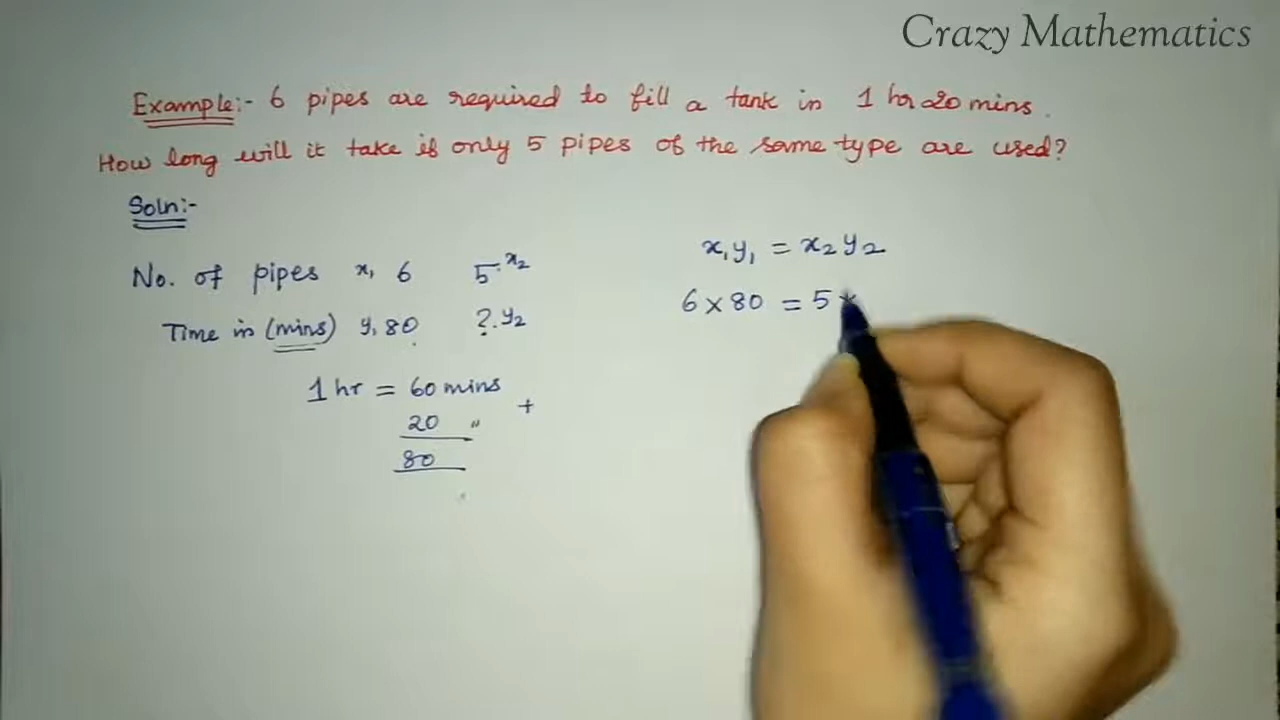 Crazy Mathematics
Example:- 6 pipes are required to fill a tank in 1 hr 20 mins.
How long will it take if only 5 pipes of the same type are used?
Soln:-
No. of pipes x₁ 6 5 x₂
Time in (mins) y₁ 80 ? y₂
1 hr = 60 mins
20 " +
80
x₁y₁ = x₂y₂
6 × 80 = 5 ×